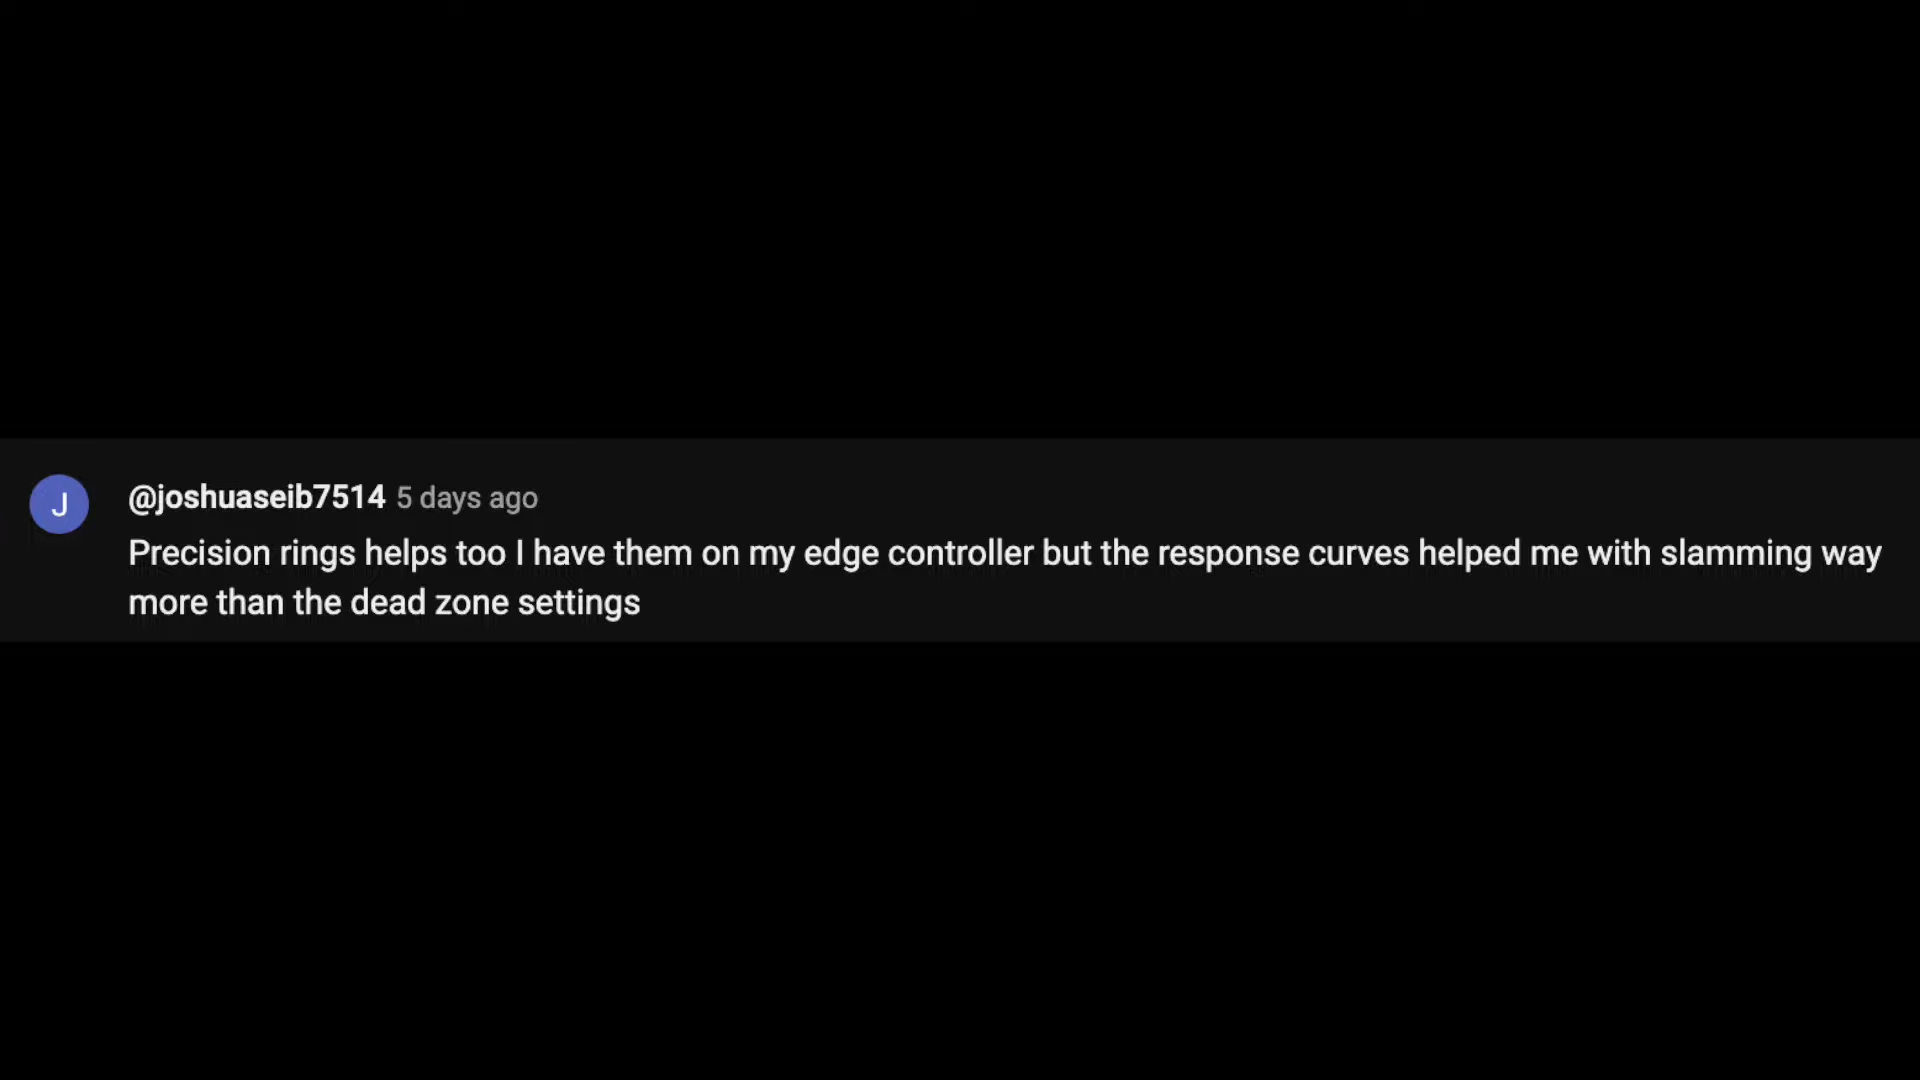 J
@joshuaseib7514 5 days ago
Precision rings helps too I have them on my edge controller but the response curves helped me with slamming way
more than the dead zone settings